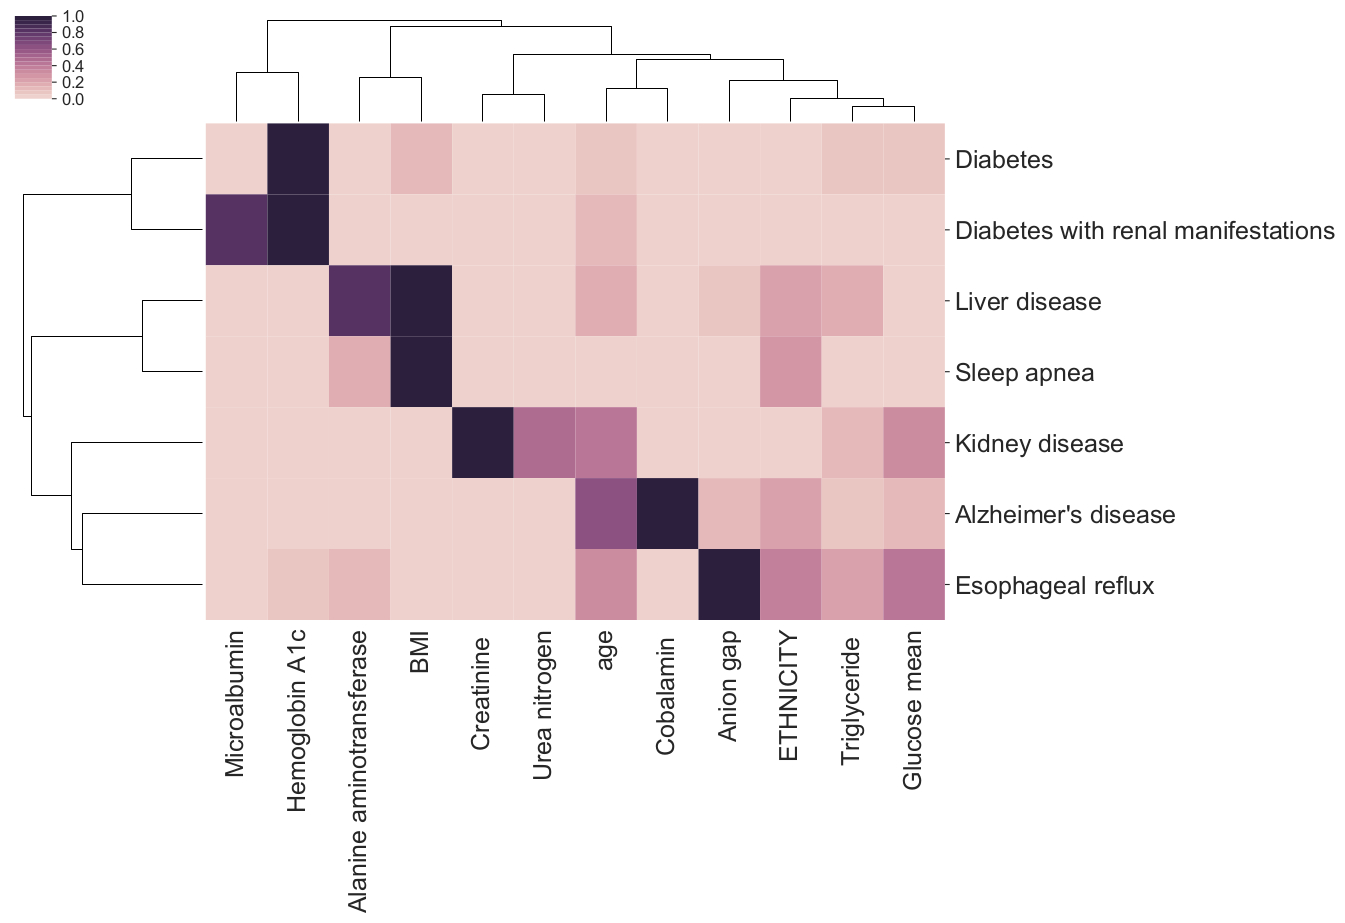 1.0
0.8
0.6
0.4
0.2
0.0
Diabetes
Diabetes with renal manifestations
Liver disease
Sleep apnea
Kidney disease
Alzheimer's disease
Esophageal reflux
Microalbumin
Hemoglobin A1c
Alanine aminotransferase
BMI
Creatinine
Urea nitrogen
age
Cobalamin
Anion gap
ETHNICITY
Triglyceride
Glucose mean